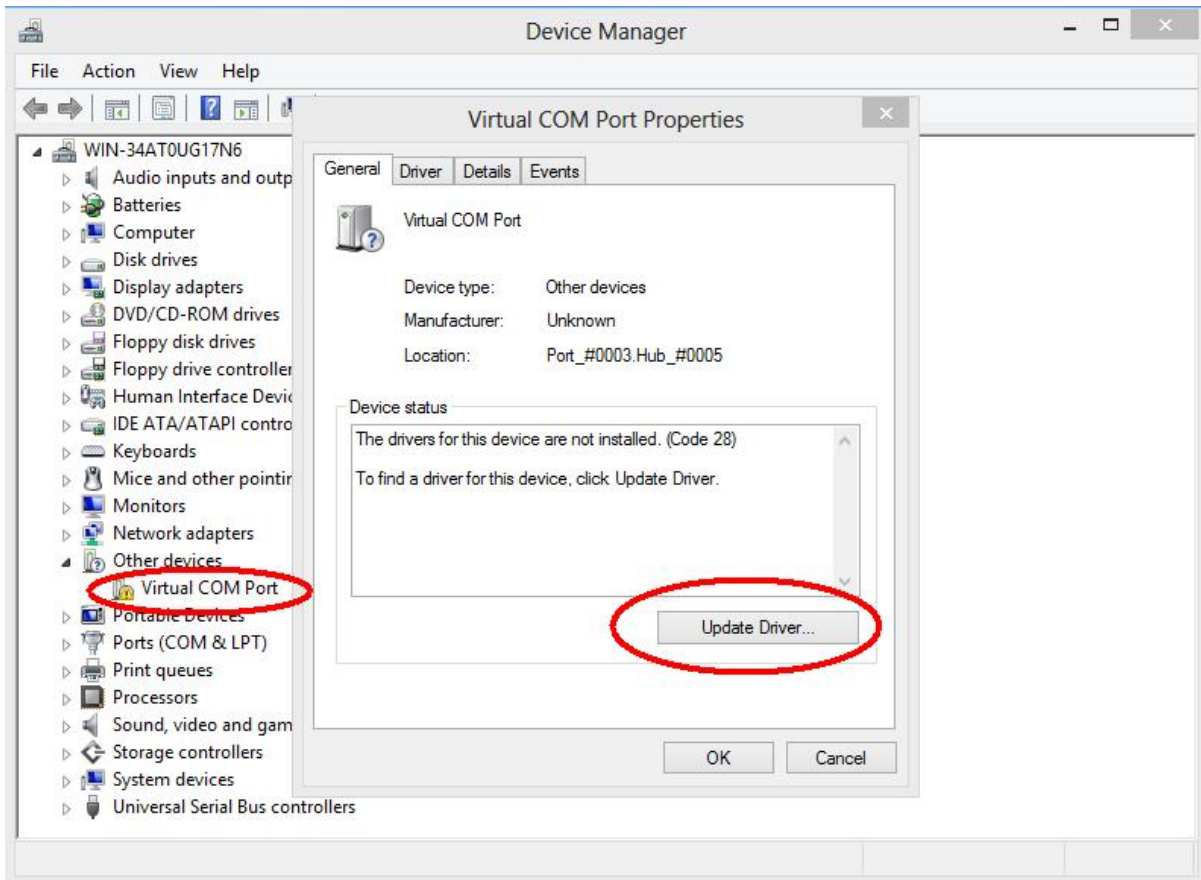 Device Manager
File Action View Help
Virtual COM Port Properties
WIN-34AT0UG17N6
Audio inputs and outp
Batteries
Computer
Disk drives
Display adapters
DVD/CD-ROM drives
Floppy disk drives
Floppy drive controller
Human Interface Devic
IDE ATA/ATAPI contro
Keyboards
Mice and other pointin
Monitors
Network adapters
Other devices
Virtual COM Port
Portable Devices
Ports (COM & LPT)
Print queues
Processors
Sound, video and gam
Storage controllers
System devices
Universal Serial Bus controllers
General Driver Details Events
Virtual COM Port
Device type: Other devices
Manufacturer: Unknown
Location: Port_#0003.Hub_#0005
Device status
The drivers for this device are not installed. (Code 28)
To find a driver for this device, click Update Driver.
Update Driver...
OK Cancel